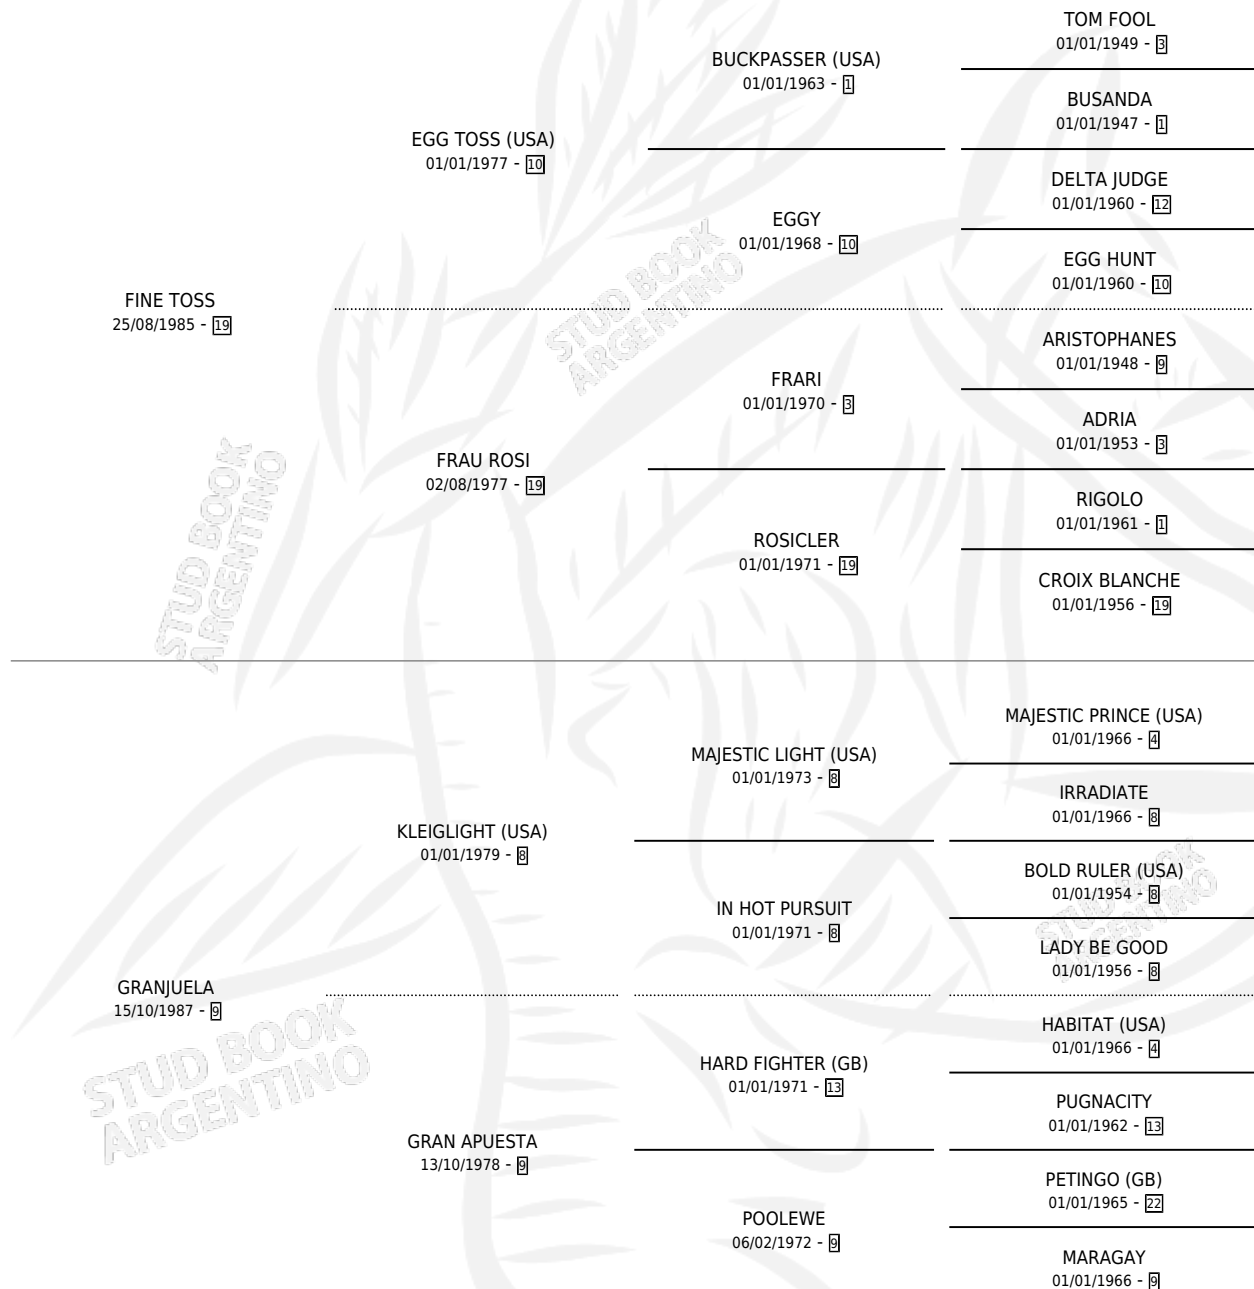 TOM FOOL
01/01/1949 - 3
BUCKPASSER (USA)
01/01/1963 - 1
BUSANDA
01/01/1947 - 1
EGG TOSS (USA)
01/01/1977 - 10
DELTA JUDGE
01/01/1960 - 12
EGGY
01/01/1968 - 10
EGG HUNT
01/01/1960 - 10
FINE TOSS
25/08/1985 - 19
STUD BOOK
ARGENTINO
ARISTOPHANES
01/01/1948 - 9
FRARI
01/01/1970 - 3
ADRIA
01/01/1953 - 3
FRAU ROSI
02/08/1977 - 19
RIGOLO
01/01/1961 - 1
ROSICLER
01/01/1971 - 19
CROIX BLANCHE
01/01/1956 - 19
STUD BOOK
ARGENTINO
MAJESTIC PRINCE (USA)
01/01/1966 - 4
MAJESTIC LIGHT (USA)
01/01/1973 - 8
IRRADIATE
01/01/1966 - 8
KLEIGLIGHT (USA)
01/01/1979 - 8
BOLD RULER (USA)
01/01/1954 - 8
IN HOT PURSUIT
01/01/1971 - 8
STUD BOOK
ARGENTINO
LADY BE GOOD
01/01/1956 - 8
GRANJUELA
15/10/1987 - 9
STUD BOOK
ARGENTINO
HABITAT (USA)
01/01/1966 - 4
HARD FIGHTER (GB)
01/01/1971 - 13
PUGNACITY
01/01/1962 - 13
GRAN APUESTA
13/10/1978 - 9
PETINGO (GB)
01/01/1965 - 22
POOLEWE
06/02/1972 - 9
MARAGAY
01/01/1966 - 9